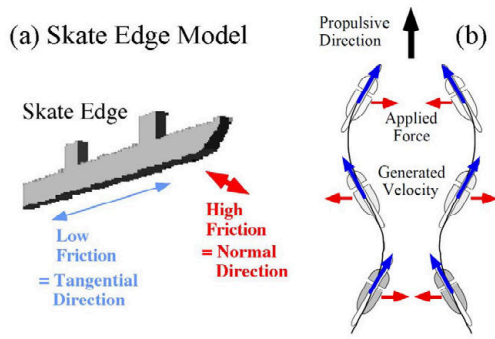 (a) Skate Edge Model
Skate Edge
Low
Friction
= Tangential
Direction
High
Friction
= Normal
Direction
Propulsive
Direction
(b)
Applied
Force
Generated
Velocity